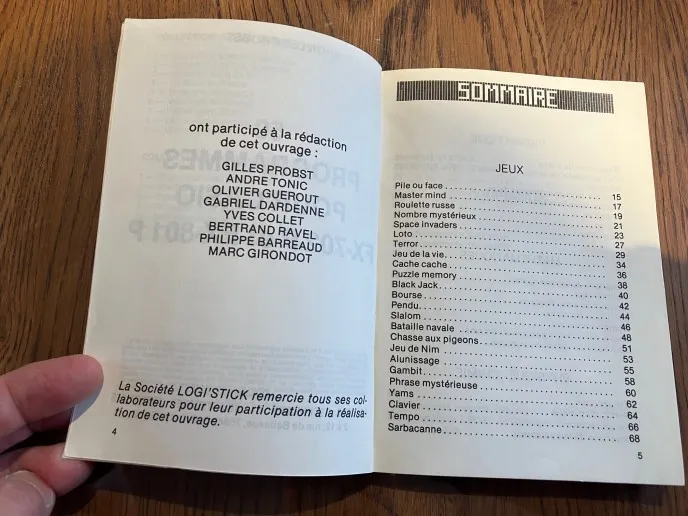 ont participé à la rédaction
de cet ouvrage :
GILLES PROBST
ANDRE TONIC
OLIVIER GUEROUT
GABRIEL DARDENNE
YVES COLLET
BERTRAND RAVEL
PHILIPPE BARREAUD
MARC GIRONDOT
La Société LOGI'STICK remercie tous ses col-
laborateurs pour leur participation à la réalisa-
tion de cet ouvrage.
4
SOMMAIRE
JEUX
Pile ou face 15
Master mind 17
Roulette russe 19
Nombre mystérieux 21
Space invaders 23
Loto 27
Terror 29
Jeu de la vie 34
Cache cache 36
Puzzle memory 38
Black Jack 40
Bourse 42
Pendu 44
Slalom 46
Bataille navale 48
Chasse aux pigeons 51
Jeu de Nim 53
Alunissage 55
Gambit 58
Phrase mystérieuse 60
Yams 62
Clavier 64
Tempo 66
Sarbacanne 68
5